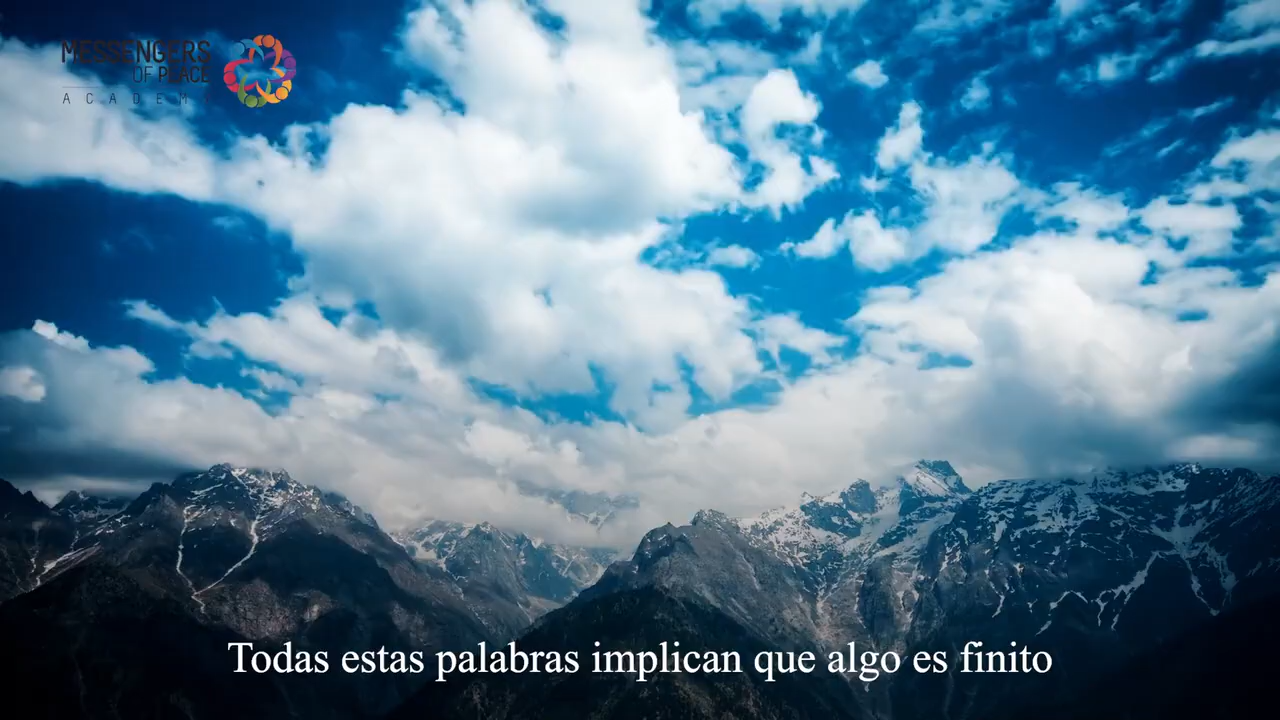 MESSENGERS
OF PEACE
ACADEMY
Todas estas palabras implican que algo es finito